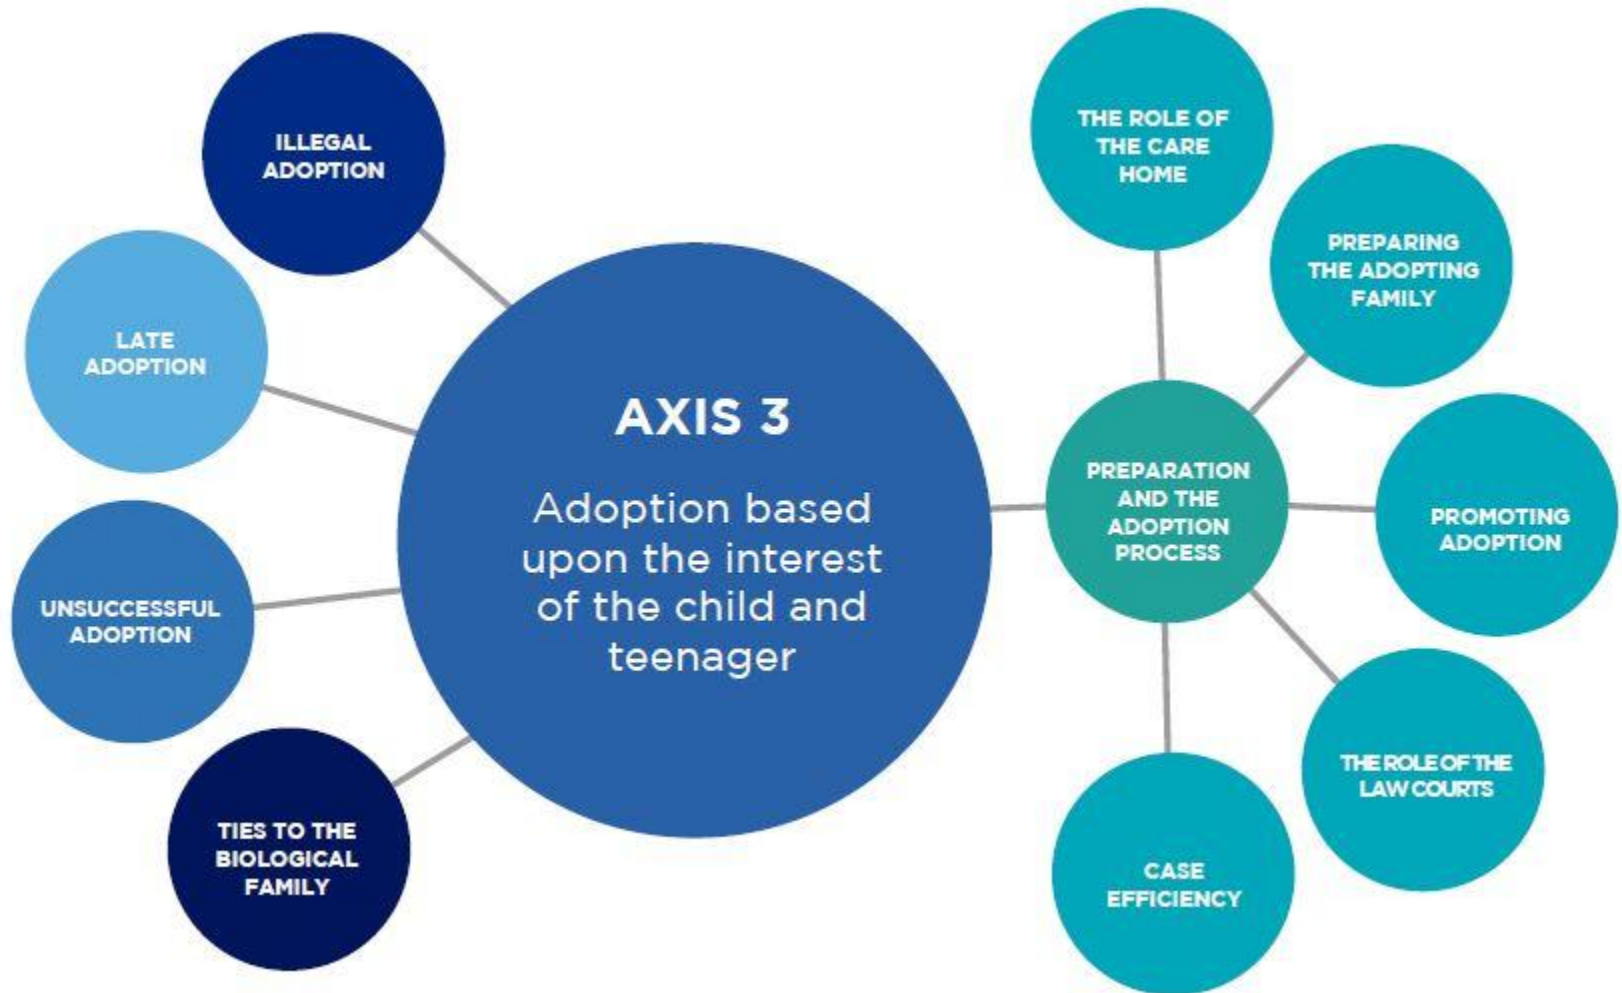 ILLEGAL
ADOPTION
LATE
ADOPTION
UNSUCCESSFUL
ADOPTION
TIES TO THE
BIOLOGICAL
FAMILY
AXIS 3
Adoption based
upon the interest
of the child and
teenager
PREPARATION
AND THE
ADOPTION
PROCESS
THE ROLE OF
THE CARE
HOME
PREPARING
THE ADOPTING
FAMILY
PROMOTING
ADOPTION
THE ROLE OF THE
LAW COURTS
CASE
EFFICIENCY